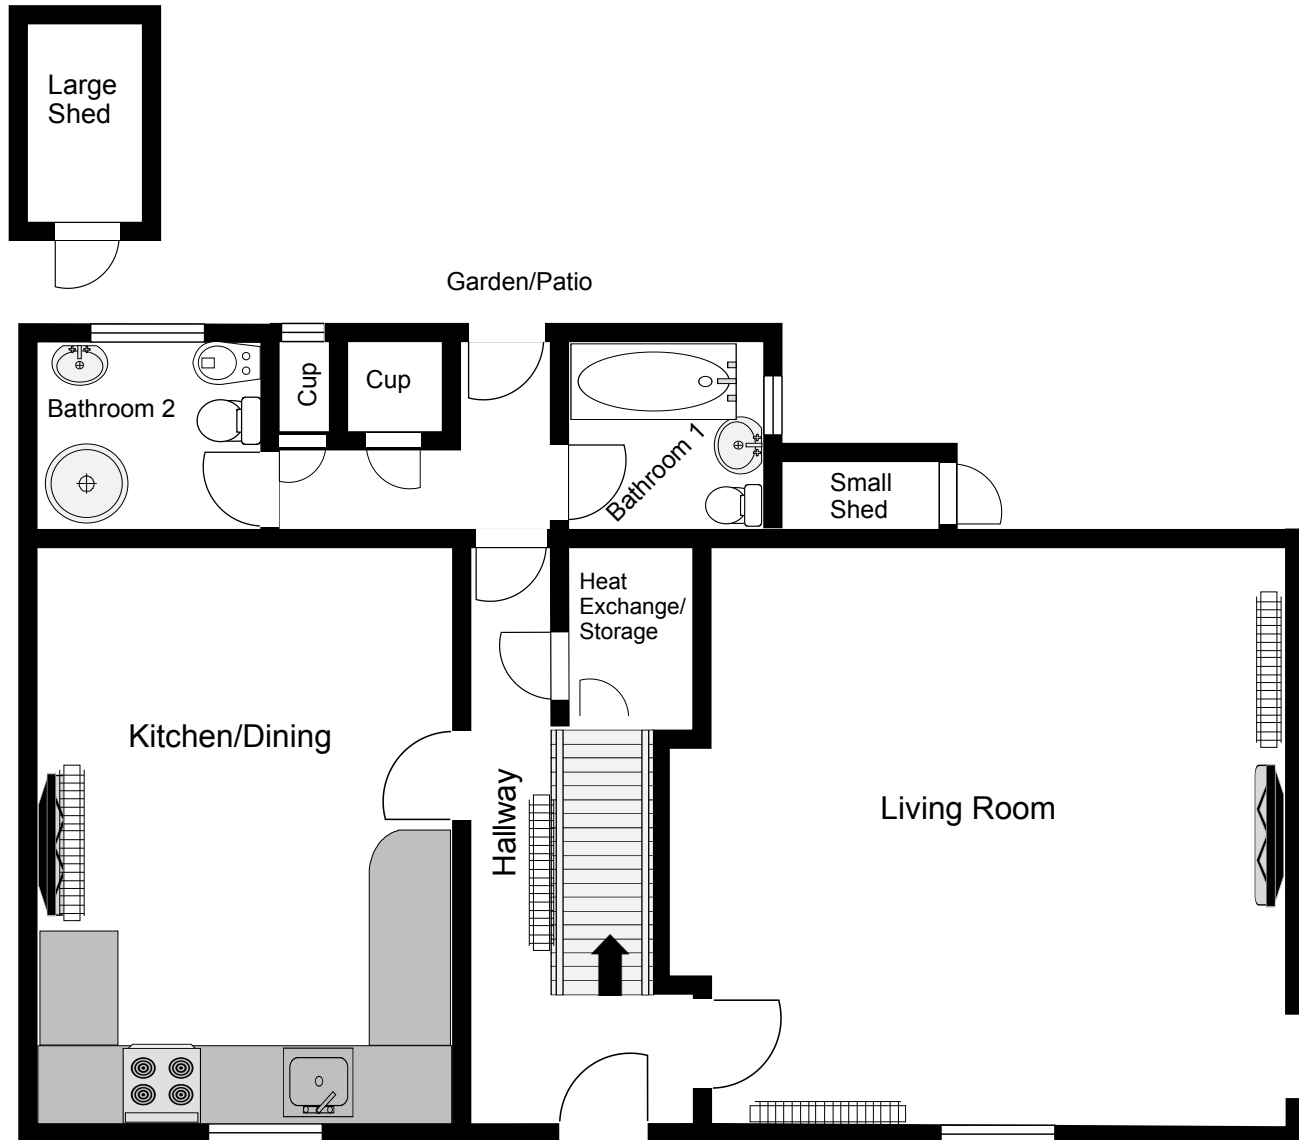 Large
Shed
Garden/Patio
Bathroom 2
Cup
Cup
Bathroom 1
Small
Shed
Heat
Exchange/
Storage
Kitchen/Dining
Hallway
Living Room